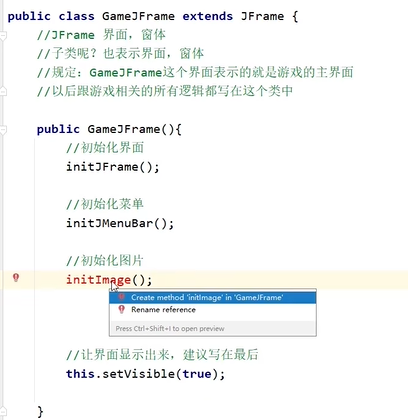 public class GameJFrame extends JFrame {
//JFrame 界面，窗体
//子类呢？也表示界面，窗体
//规定：GameJFrame这个界面表示的就是游戏的主界面
//以后跟游戏相关的所有逻辑都写在这个类中
public GameJFrame(){
//初始化界面
initJFrame();
//初始化菜单
initJMenuBar();
//初始化图片
initImage();
Create method 'initImage' in 'GameJFrame'
Rename reference
Press Ctrl+Shift+I to open preview
//让界面显示出来，建议写在最后
this.setVisible(true);
}